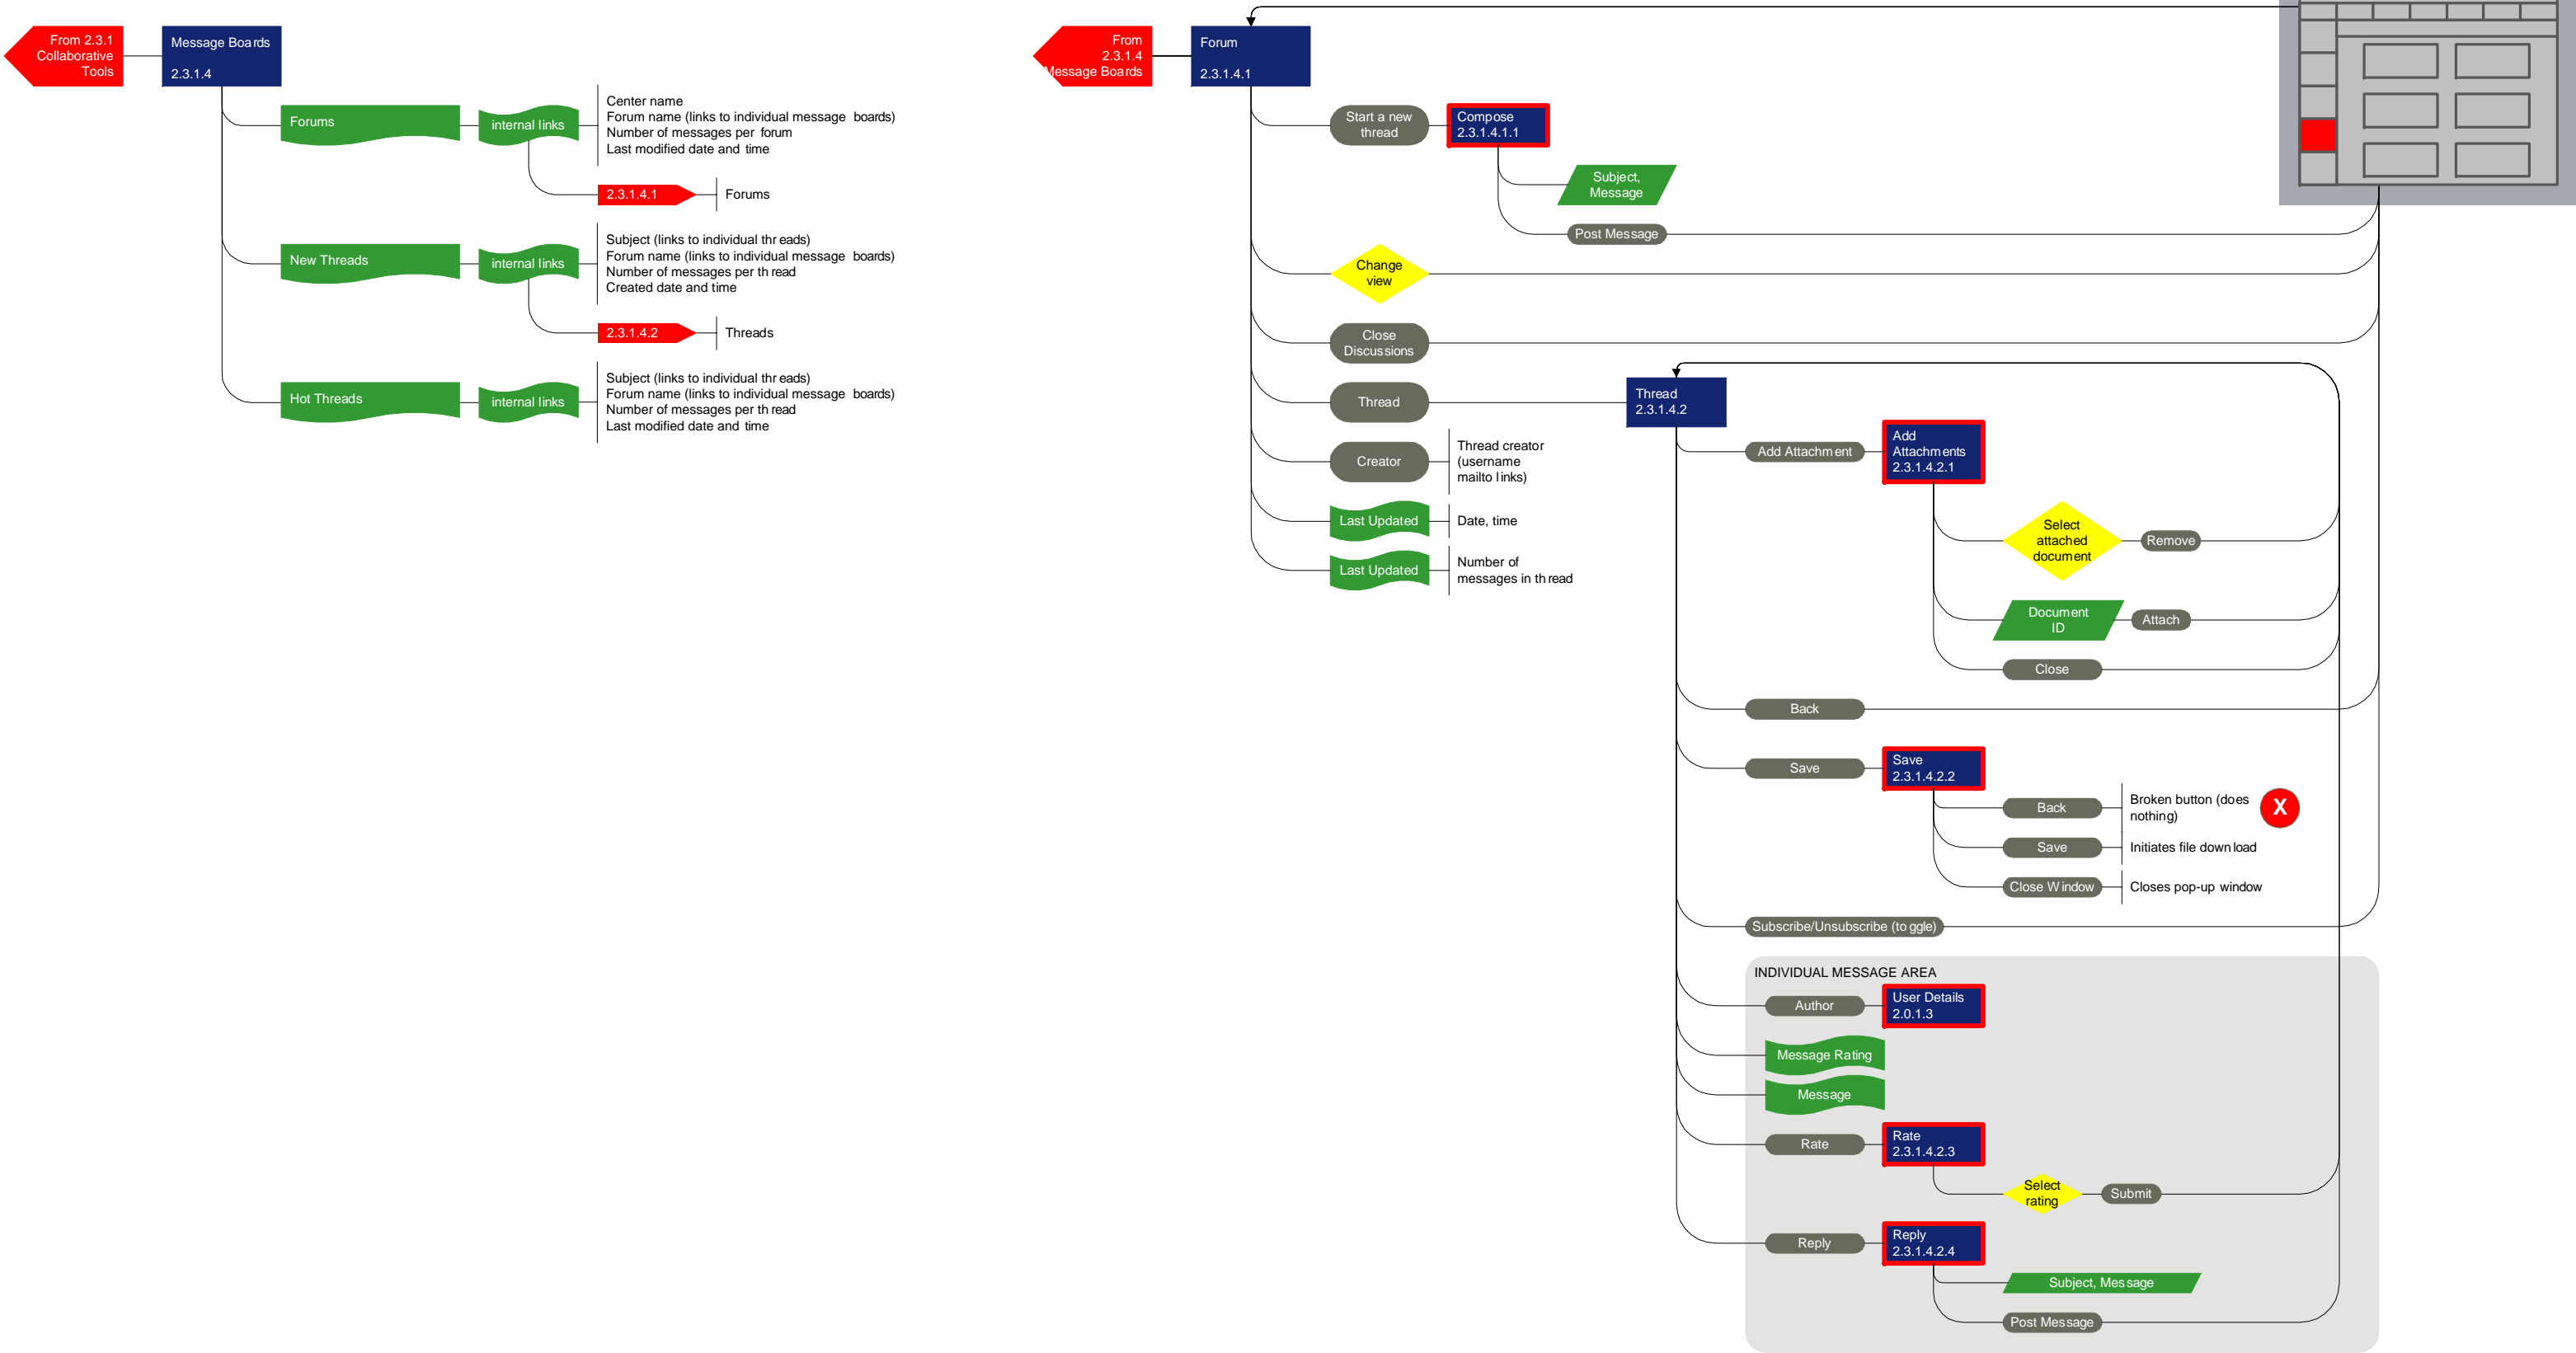 From 2.3.1
Collaborative
Tools
Message Boards
2.3.1.4
Forums
internal links
Center name
Forum name (links to individual message boards)
Number of messages per forum
Last modified date and time
2.3.1.4.1
Forums
New Threads
internal links
Subject (links to individual threads)
Forum name (links to individual message boards)
Number of messages per thread
Created date and time
2.3.1.4.2
Threads
Hot Threads
internal links
Subject (links to individual threads)
Forum name (links to individual message boards)
Number of messages per thread
Last modified date and time
From
2.3.1.4
Message Boards
Forum
2.3.1.4.1
Start a new
thread
Compose
2.3.1.4.1.1
Subject,
Message
Post Message
Change
view
Close
Discussions
Thread
Thread
2.3.1.4.2
Creator
Thread creator
(username
mailto links)
Last Updated
Date, time
Last Updated
Number of
messages in thread
Add Attachment
Add
Attachments
2.3.1.4.2.1
Select
attached
document
Remove
Document
ID
Attach
Close
Back
Save
Save
2.3.1.4.2.2
Back
Broken button (does
nothing)
X
Save
Initiates file download
Close Window
Closes pop-up window
Subscribe/Unsubscribe (toggle)
INDIVIDUAL MESSAGE AREA
Author
User Details
2.0.1.3
Message Rating
Message
Rate
Rate
2.3.1.4.2.3
Select
rating
Submit
Reply
Reply
2.3.1.4.2.4
Subject, Message
Post Message